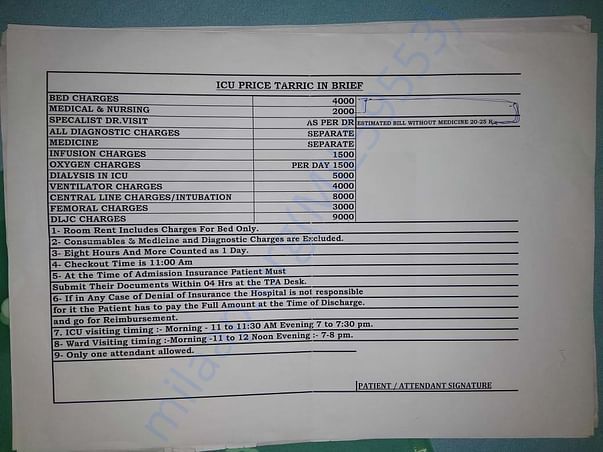 ICU PRICE TARRIC IN BRIEF
BED CHARGES 4000
MEDICAL & NURSING 2000
SPECALIST DR.VISIT AS PER DR ESTIMATED BILL WITHOUT MEDICINE 20-25
ALL DIAGNOSTIC CHARGES SEPARATE
MEDICINE SEPARATE
INFUSION CHARGES 1500
OXYGEN CHARGES PER DAY 1500
DIALYSIS IN ICU 5000
VENTILATOR CHARGES 4000
CENTRAL LINE CHARGES/INTUBATION 8000
FEMORAL CHARGES 3000
DLJC CHARGES 9000
1- Room Rent Includes Charges For Bed Only.
2- Consumables & Medicine and Diagnostic Charges are Excluded.
3- Eight Hours And More Counted as 1 Day.
4- Checkout Time is 11:00 Am
5- At the Time of Admission Insurance Patient Must
Submit Their Documents Within 04 Hrs at the TPA Desk.
6- If in Any Case of Denial of Insurance the Hospital is not responsible
for it the Patient has to pay the Full Amount at the Time of Discharge.
and go for Reimbursement.
7. ICU visiting timing :- Morning - 11 to 11:30 AM Evening 7 to 7:30 pm.
8- Ward Visiting timing :-Morning -11 to 12 Noon Evening :- 7-8 pm.
9- Only one attendant allowed.
PATIENT / ATTENDANT SIGNATURE